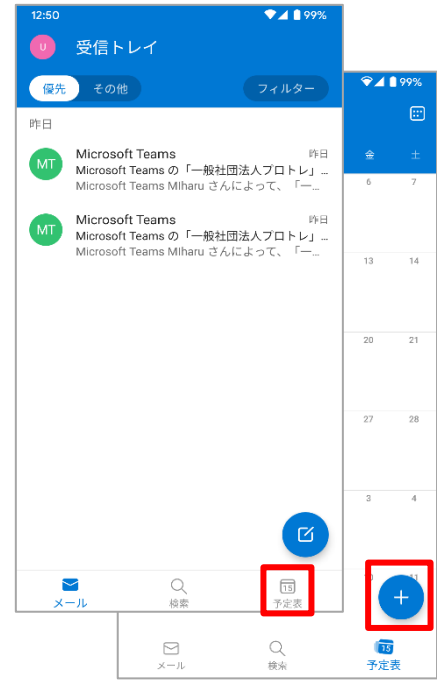 12:50
99%
U
受信トレイ
優先
その他
フィルター
昨日
MT
Microsoft Teams
昨日
Microsoft Teams の「一般社団法人プロトレ」...
Microsoft Teams MIharu さんによって、「一...
MT
Microsoft Teams
昨日
Microsoft Teams の「一般社団法人プロトレ」...
Microsoft Teams MIharu さんによって、「一...
メール
検索
15
予定表
99%
金
土
6
7
13
14
20
21
27
28
3
4
10
11
メール
検索
15
予定表